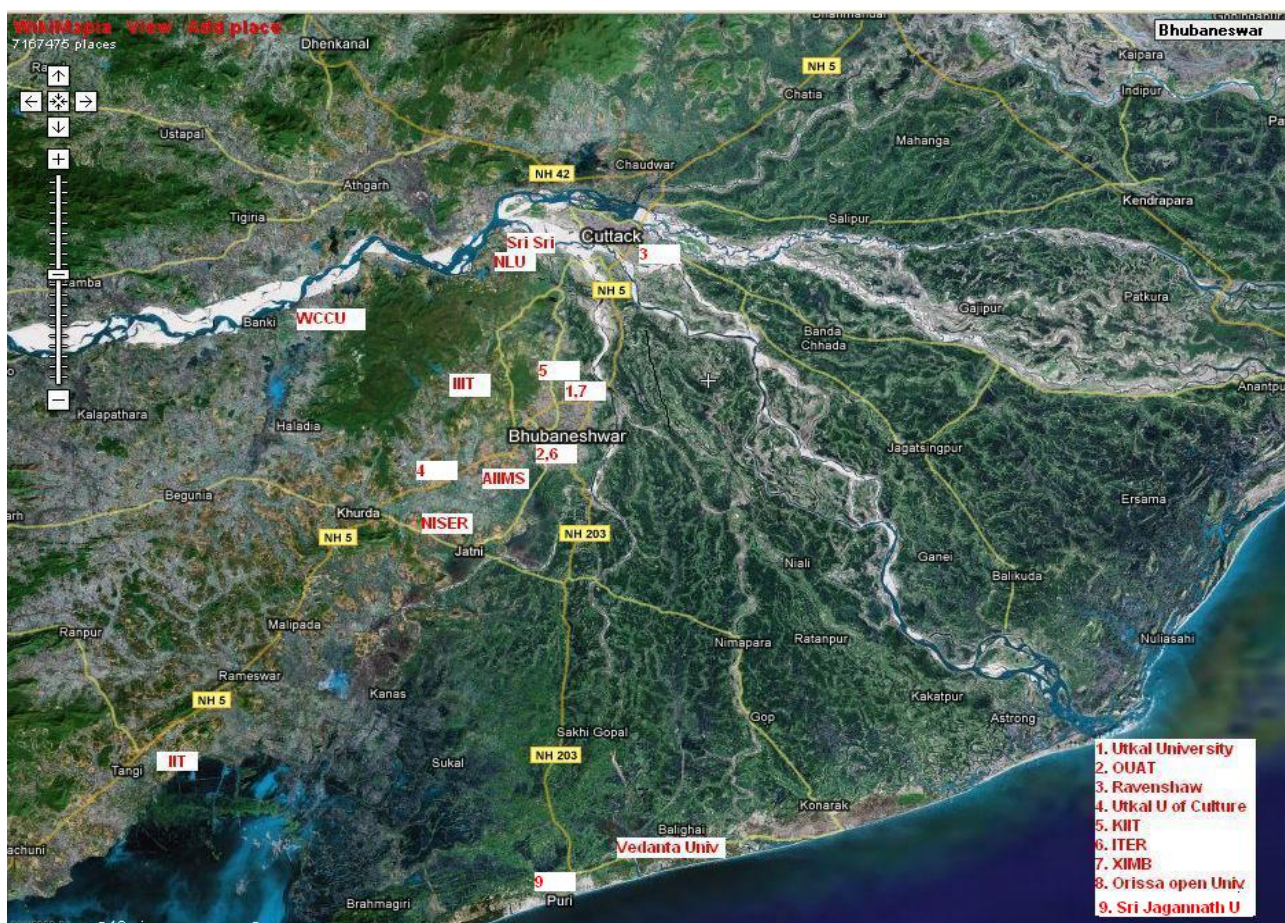 WikiMapia View Add place
7167475 places
Bhubaneswar
Dhenkanal
NH 5
Kaipara
Indipur
Chatia
Ustapal
Mahanga
NH 42
Chaudwar
Athgarh
Kendrapara
Tigiria
Salipur
Cuttack
Sri Sri
NLU
3
NH 5
Gajipur
Patkura
Banki
WCCU
Banda
Chhada
5
IIIT
1,7
Anantpu
Kalapathara
Haladia
Bhubaneshwar
2,6
Jagatsingpur
4
AIIMS
Begunia
Ersama
Khurda
NISER
NH 5
NH 203
Jatni
Niali
Ganei
Balikuda
Malipada
Ranpur
Nimapara
Ratanpur
Nuliasahi
Rameswar
Kanas
NH 5
Kakatpur
Gop
Astrong
Sakhi Gopal
NH 203
IIT
Tangi
Sukal
Konarak
Balighai
Vedanta Univ
9
Puri
Brahmagiri
1. Utkal University
2. OUAT
3. Ravenshaw
4. Utkal U of Culture
5. KIIT
6. ITER
7. XIMB
8. Orissa open Univ
9. Sri Jagannath U